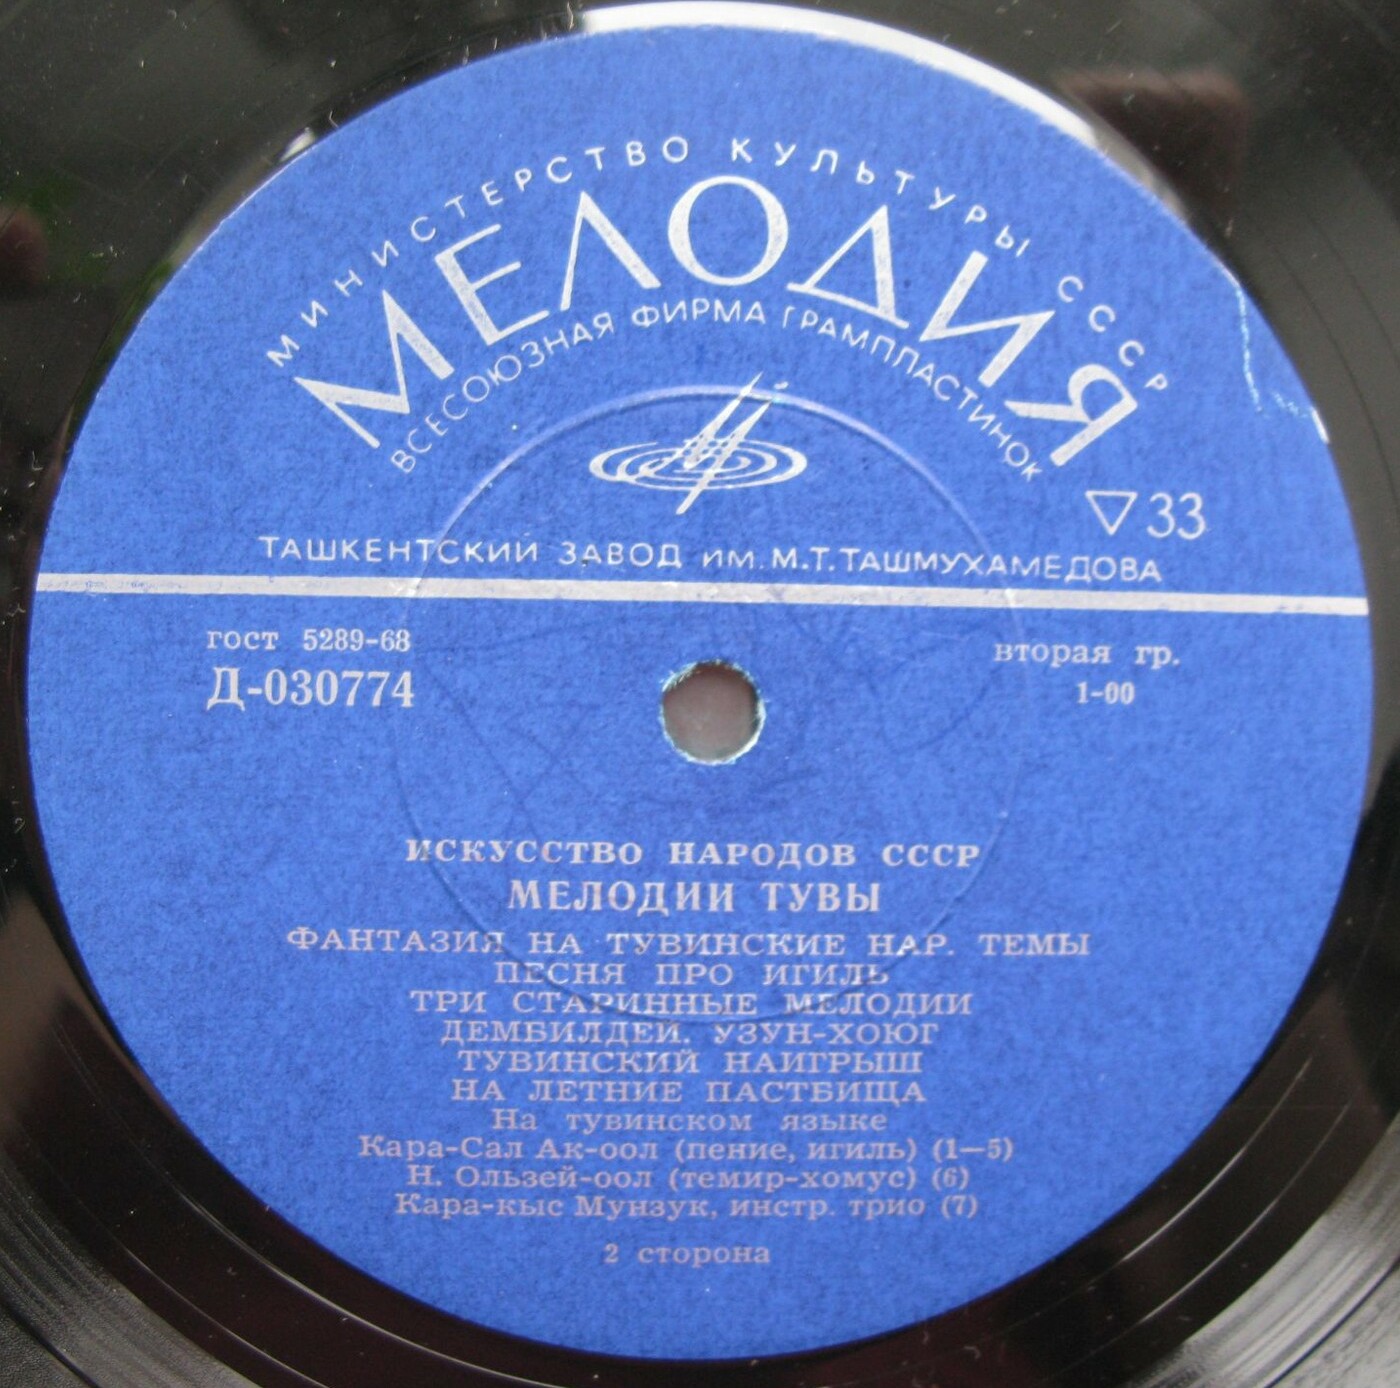 МИНИСТЕРСТВО КУЛЬТУРЫ СССР
МЕЛОДИЯ
ВСЕСОЮЗНАЯ ФИРМА ГРАМПЛАСТИНОК
33
ТАШКЕНТСКИЙ ЗАВОД ИМ. М.Т. ТАШМУХАМЕДОВА
гост 5289-68
вторая гр.
Д-030774
1-00
ИСКУССТВО НАРОДОВ СССР
МЕЛОДИИ ТУВЫ
ФАНТАЗИЯ НА ТУВИНСКИЕ НАР. ТЕМЫ
ПЕСНЯ ПРО ИГИЛЬ
ТРИ СТАРИННЫЕ МЕЛОДИИ
ДЕМБИЛДЕЙ. УЗУН-ХОЮГ
ТУВИНСКИЙ НАИГРЫШ
НА ЛЕТНИЕ ПАСТБИЩА
На тувинском языке
Кара-Сал Ак-оол (пение, игиль) (1—5)
Н. Ользей-оол (темир-хомус) (6)
Кара-кыс Мунзук, инстр. трио (7)
2 сторона